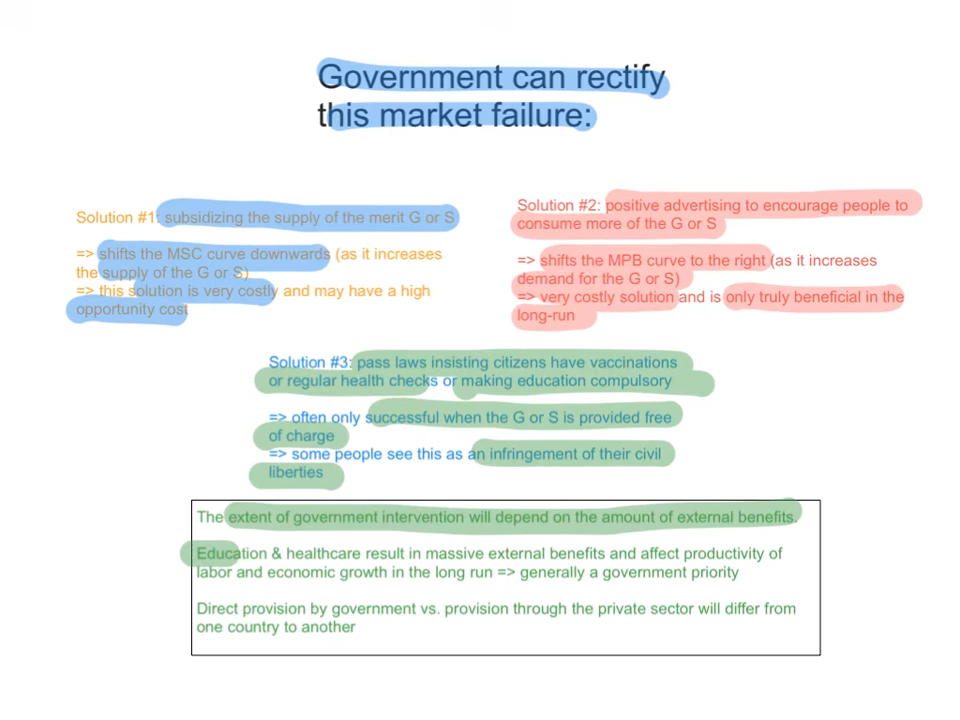 Government can rectify
this market failure:
Solution #1: subsidizing the supply of the merit G or S
=> shifts the MSC curve downwards (as it increases
the supply of the G or S)
=> this solution is very costly and may have a high
opportunity cost
Solution #2: positive advertising to encourage people to
consume more of the G or S
=> shifts the MPB curve to the right (as it increases
demand for the G or S)
=> very costly solution and is only truly beneficial in the
long-run
Solution #3: pass laws insisting citizens have vaccinations
or regular health checks or making education compulsory
=> often only successful when the G or S is provided free
of charge
=> some people see this as an infringement of their civil
liberties
The extent of government intervention will depend on the amount of external benefits.
Education & healthcare result in massive external benefits and affect productivity of
labor and economic growth in the long run => generally a government priority
Direct provision by government vs. provision through the private sector will differ from
one country to another